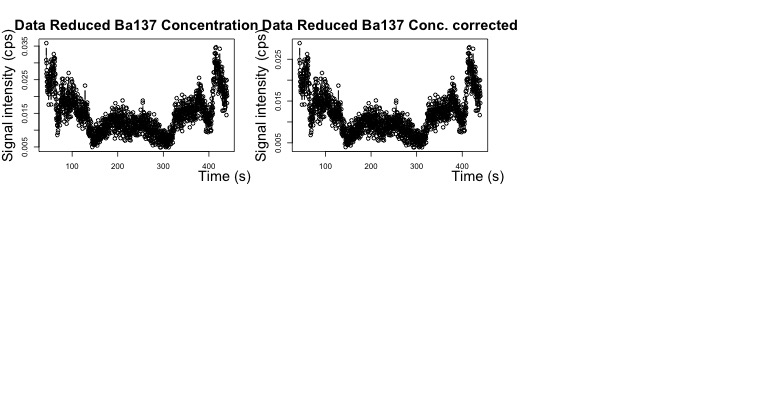 Data Reduced Ba137 Concentration
Signal intensity (cps)
0.005 0.015 0.025 0.035
100 200 300 400
Time (s)
Data Reduced Ba137 Conc. corrected
Signal intensity (cps)
0.005 0.015 0.025
100 200 300 400
Time (s)